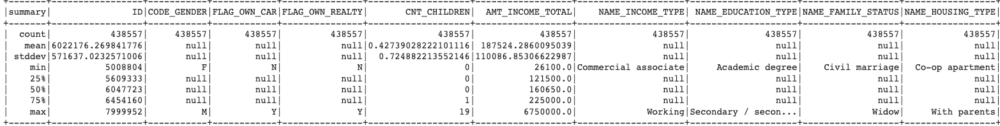 +-------+-----------------+-----------+------------+---------------+-------------------+------------------+--------------------+--------------------+------------------+-----------------+
|summary|               ID|CODE_GENDER|FLAG_OWN_CAR|FLAG_OWN_REALTY|       CNT_CHILDREN|  AMT_INCOME_TOTAL|    NAME_INCOME_TYPE| NAME_EDUCATION_TYPE|NAME_FAMILY_STATUS|NAME_HOUSING_TYPE|
+-------+-----------------+-----------+------------+---------------+-------------------+------------------+--------------------+--------------------+------------------+-----------------+
|  count|           438557|     438557|      438557|         438557|             438557|            438557|              438557|              438557|            438557|           438557|
|   mean|6022176.269841776|       null|        null|           null|0.42739028222101116| 187524.2860095039|                null|                null|              null|             null|
| stddev|571637.0232571006|       null|        null|           null|  0.724882213552146|110086.85306622987|                null|                null|              null|             null|
|    min|          5008804|          F|           N|              N|                  0|           26100.0|Commercial associate|     Academic degree|    Civil marriage|  Co-op apartment|
|    25%|          5609333|       null|        null|           null|                  0|          121500.0|                null|                null|              null|             null|
|    50%|          6047723|       null|        null|           null|                  0|          160650.0|                null|                null|              null|             null|
|    75%|          6454160|       null|        null|           null|                  1|          225000.0|                null|                null|              null|             null|
|    max|          7999952|          M|           Y|              Y|                 19|         6750000.0|             Working|Secondary / secon...|             Widow|     With parents|
+-------+-----------------+-----------+------------+---------------+-------------------+------------------+--------------------+--------------------+------------------+-----------------+